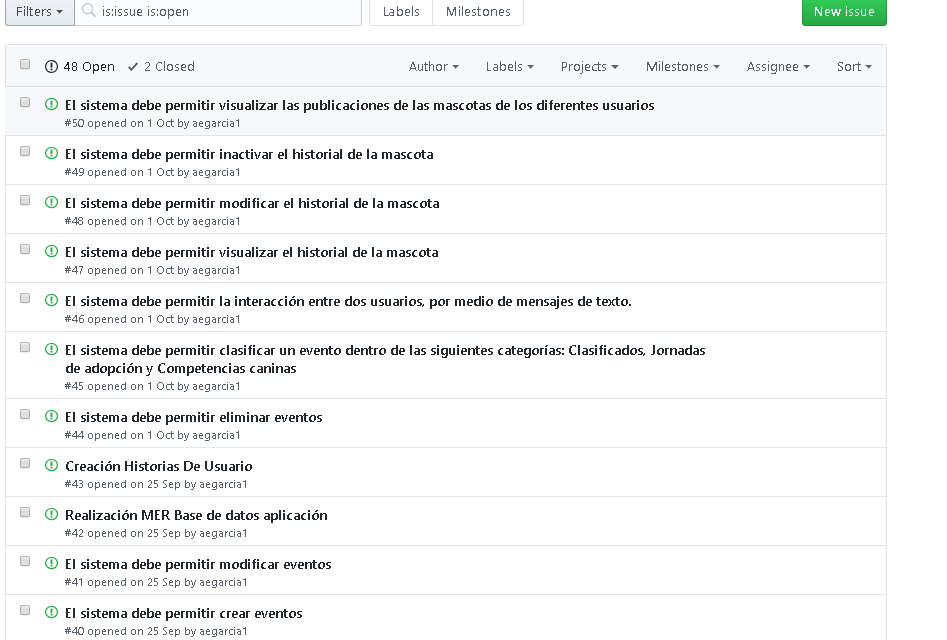 Filters
is:issue is:open
Labels
Milestones
New issue
48 Open
2 Closed
Author
Labels
Projects
Milestones
Assignee
Sort
El sistema debe permitir visualizar las publicaciones de las mascotas de los diferentes usuarios
#50 opened on 1 Oct by aegarcia1
El sistema debe permitir inactivar el historial de la mascota
#49 opened on 1 Oct by aegarcia1
El sistema debe permitir modificar el historial de la mascota
#48 opened on 1 Oct by aegarcia1
El sistema debe permitir visualizar el historial de la mascota
#47 opened on 1 Oct by aegarcia1
El sistema debe permitir la interacción entre dos usuarios, por medio de mensajes de texto.
#46 opened on 1 Oct by aegarcia1
El sistema debe permitir clasificar un evento dentro de las siguientes categorías: Clasificados, Jornadas
de adopción y Competencias caninas
#45 opened on 1 Oct by aegarcia1
El sistema debe permitir eliminar eventos
#44 opened on 1 Oct by aegarcia1
Creación Historias De Usuario
#43 opened on 25 Sep by aegarcia1
Realización MER Base de datos aplicación
#42 opened on 25 Sep by aegarcia1
El sistema debe permitir modificar eventos
#41 opened on 25 Sep by aegarcia1
El sistema debe permitir crear eventos
#40 opened on 25 Sep by aegarcia1